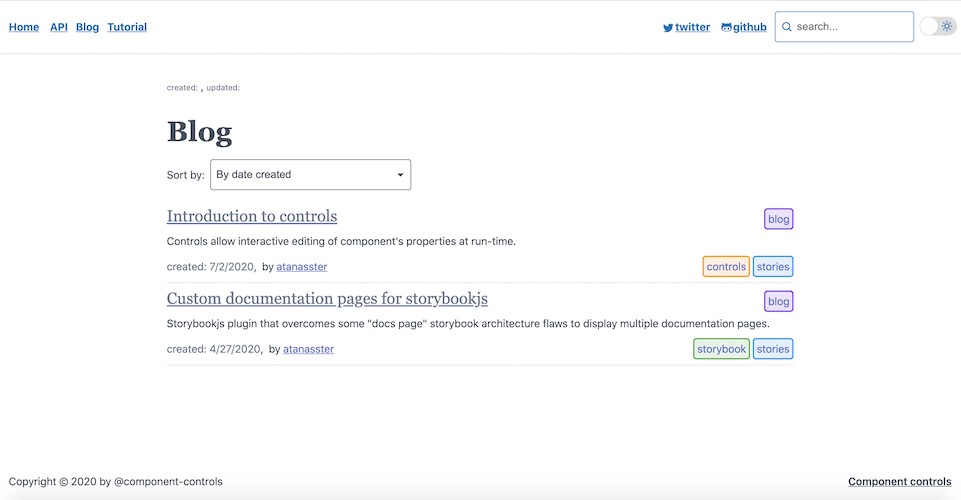 Home API Blog Tutorial twitter github search...
created: , updated:
Blog
Sort by: By date created
Introduction to controls blog
Controls allow interactive editing of component's properties at run-time.
created: 7/2/2020, by atanasster controls stories
Custom documentation pages for storybookjs blog
Storybookjs plugin that overcomes some "docs page" storybook architecture flaws to display multiple documentation pages.
created: 4/27/2020, by atanasster storybook stories
Copyright © 2020 by @component-controls Component controls